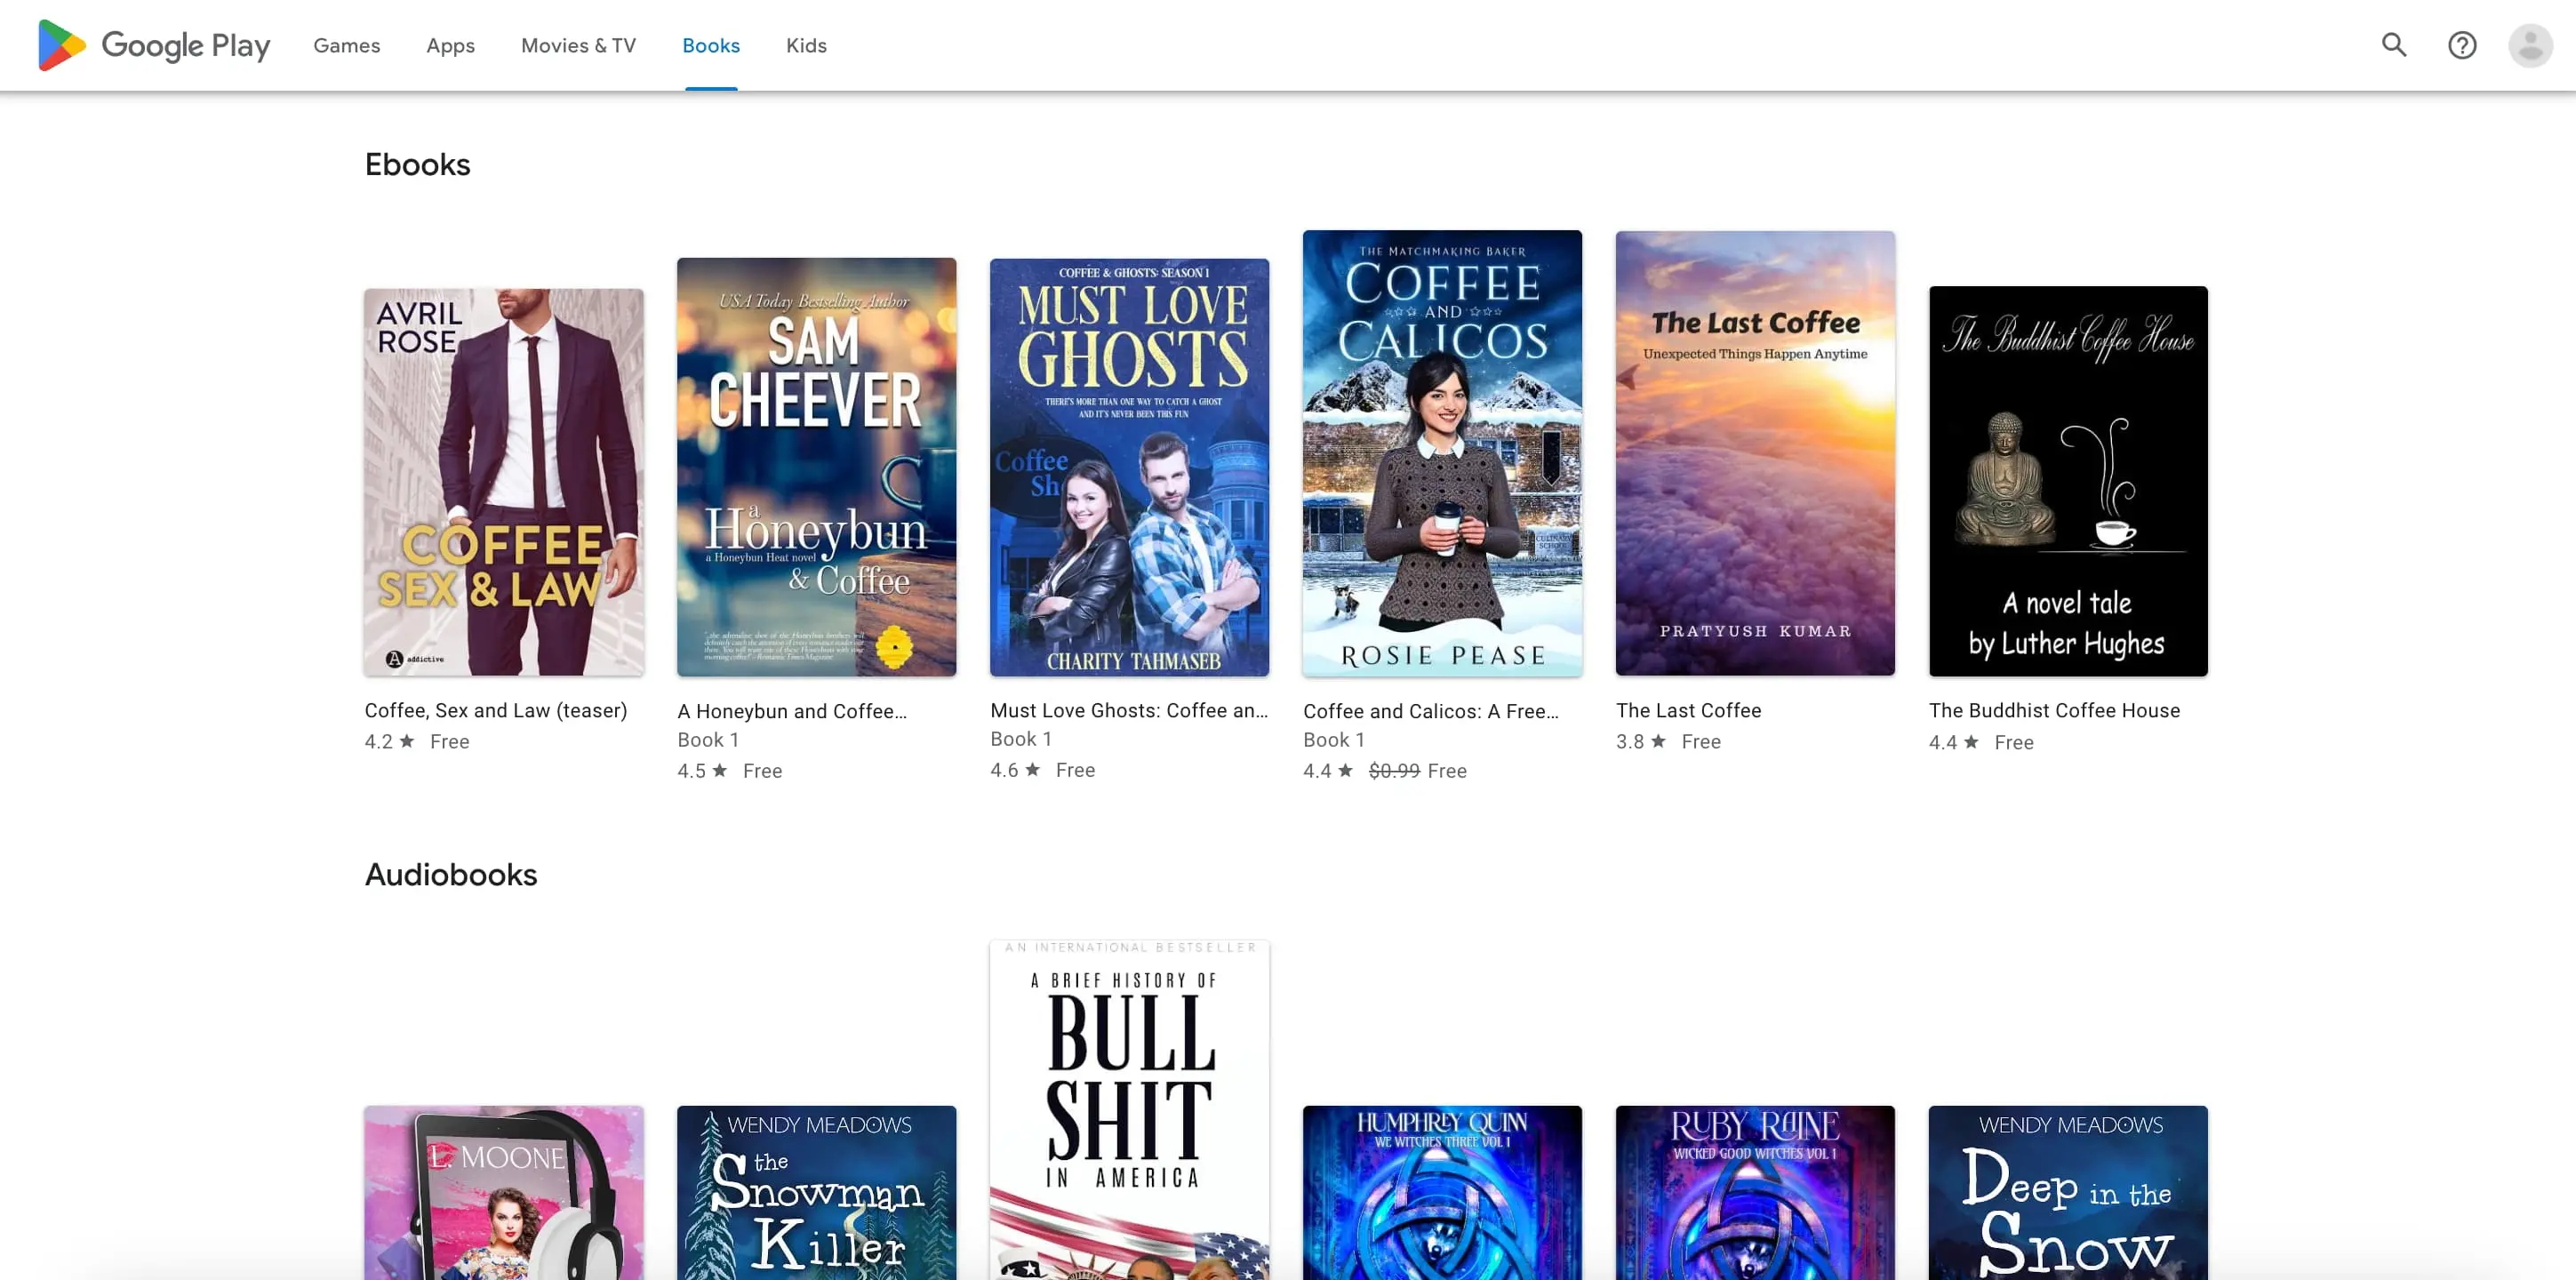 Google Play Games Apps Movies & TV Books Kids
Ebooks
AVRIL
ROSE
COFFEE
SEX & LAW
A addictive
Coffee, Sex and Law (teaser)
4.2 ★ Free
USA Today Bestselling Author
SAM
CHEEVER
a
Honeybun
a Honeybun Heat novel
& Coffee
A Honeybun and Coffee...
Book 1
4.5 ★ Free
COFFEE & GHOSTS: SEASON 1
MUST LOVE
GHOSTS
THERE'S MORE THAN ONE WAY TO CATCH A GHOST
AND IT'S NEVER BEEN THIS FUN
Coffee
Sh
CHARITY TAHMASEB
Must Love Ghosts: Coffee an...
Book 1
4.6 ★ Free
THE MATCHMAKING BAKER
COFFEE
AND
CALICOS
CULINARY
SCHOOL
ROSIE PEASE
Coffee and Calicos: A Free...
Book 1
4.4 ★ $0.99 Free
The Last Coffee
Unexpected Things Happen Anytime
PRATYUSH KUMAR
The Last Coffee
3.8 ★ Free
The Buddhist Coffee House
A novel tale
by Luther Hughes
The Buddhist Coffee House
4.4 ★ Free
Audiobooks
L. MOONE
WENDY MEADOWS
the
Snowman
Killer
AN INTERNATIONAL BESTSELLER
A BRIEF HISTORY OF
BULL
SHIT
IN AMERICA
HUMPHREY QUINN
WE WITCHES THREE VOL 1
RUBY RAINE
WICKED GOOD WITCHES VOL 1
WENDY MEADOWS
Deep in the
Snow